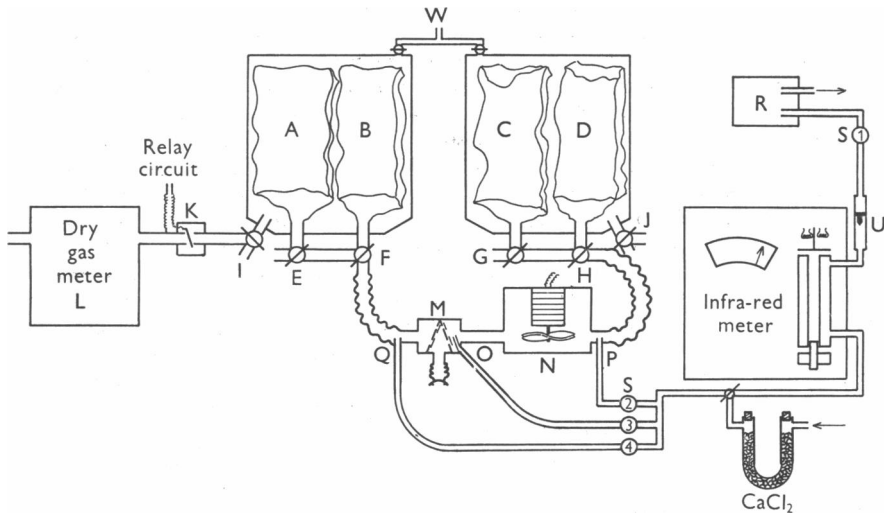 W
A
B
C
D
R
S
1
Relay
circuit
K
J
U
Dry
gas
meter
L
I
E
F
G
H
Infra-red
meter
M
Q
O
N
P
S
2
3
4
CaCl₂